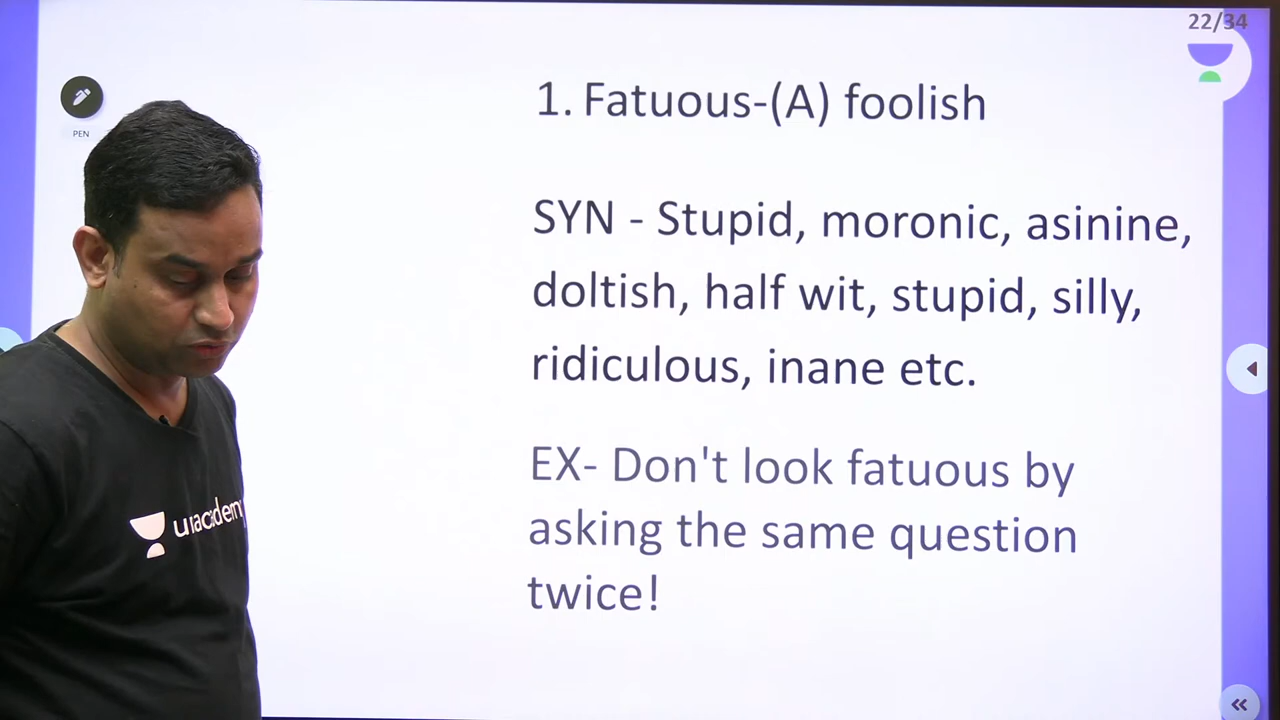 22/34
PEN
1. Fatuous-(A) foolish
SYN - Stupid, moronic, asinine,
doltish, half wit, stupid, silly,
ridiculous, inane etc.
EX- Don't look fatuous by
asking the same question
twice!
unacademy